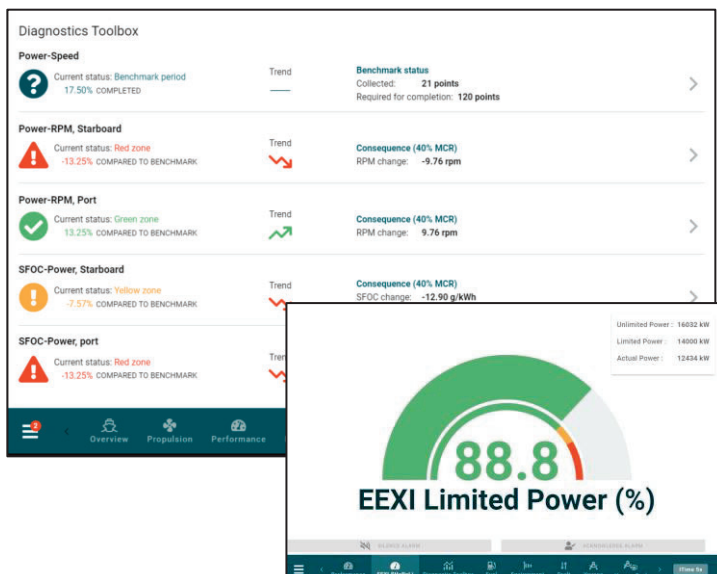 Diagnostics Toolbox
Power-Speed
Current status: Benchmark period
17.50% COMPLETED
Trend
Benchmark status
Collected: 21 points
Required for completion: 120 points
Power-RPM, Starboard
Current status: Red zone
-13.25% COMPARED TO BENCHMARK
Trend
Consequence (40% MCR)
RPM change: -9.76 rpm
Power-RPM, Port
Current status: Green zone
13.25% COMPARED TO BENCHMARK
Trend
Consequence (40% MCR)
RPM change: 9.76 rpm
SFOC-Power, Starboard
Current status: Yellow zone
-7.57% COMPARED TO BENCHMARK
Trend
Consequence (40% MCR)
SFOC change: -12.90 g/kWh
SFOC-Power, port
Current status: Red zone
-13.25% COMPARED TO BENCHMARK
2
Overview Propulsion Performance
Unlimited Power : 16032 kW
Limited Power : 14000 kW
Actual Power : 12434 kW
88.8
EEXI Limited Power (%)
SILENCE ALARM
ACKNOWLEDGE ALARM